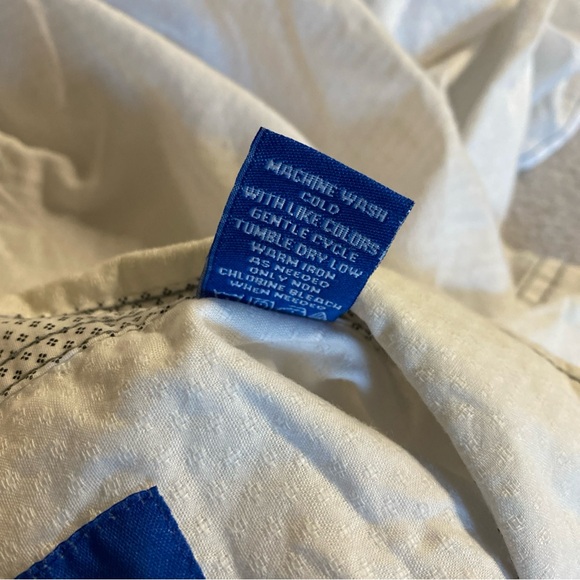 MACHINE WASH
COLD
WITH LIKE COLORS
GENTLE CYCLE
TUMBLE DRY LOW
WARM IRON
AS NEEDED
ONLY NON
CHLORINE BLEACH
WHEN NEEDED